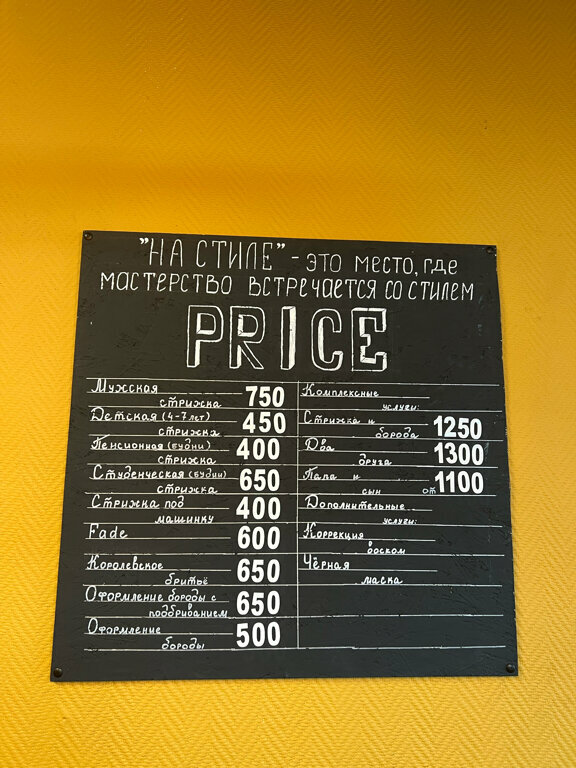 "НА СТИЛЕ" - ЭТО МЕСТО, ГДЕ
МАСТЕРСТВО ВСТРЕЧАЕТСЯ СО СТИЛЕМ
PRICE
Мужская
стрижка 750
Детская (4-7 лет)
стрижка 450
Пенсионная (будни)
стрижка 400
Студенческая (будни)
стрижка 650
Стрижка под
машинку 400
Fade 600
Королевское
бритьё 650
Оформление бороды с
подбриванием 650
Оформление
бороды 500
Комплексные
услуги:
Стрижка и
борода 1250
Два
друга 1300
Папа и
сын от 1100
Дополнительные
услуги:
Коррекция
воском
Чёрная
маска